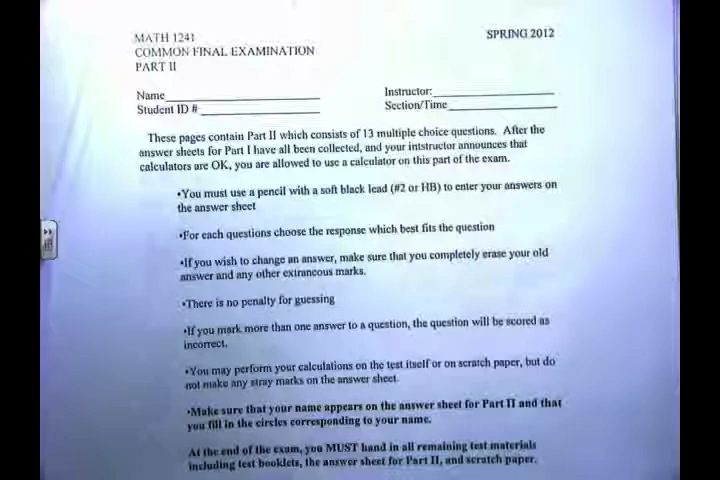 MATH 1241
SPRING 2012
COMMON FINAL EXAMINATION
PART II
Name
Instructor:
Student ID #
Section/Time
These pages contain Part II which consists of 13 multiple choice questions. After the
answer sheets for Part I have all been collected, and your intstructor announces that
calculators are OK, you are allowed to use a calculator on this part of the exam.
•You must use a pencil with a soft black lead (#2 or HB) to enter your answers on
the answer sheet
•For each questions choose the response which best fits the question
•If you wish to change an answer, make sure that you completely erase your old
answer and any other extraneous marks.
•There is no penalty for guessing
•If you mark more than one answer to a question, the question will be scored as
incorrect.
•You may perform your calculations on the test itself or on scratch paper, but do
not make any stray marks on the answer sheet.
•Make sure that your name appears on the answer sheet for Part II and that
you fill in the circles corresponding to your name.
At the end of the exam, you MUST hand in all remaining test materials
including test booklets, the answer sheet for Part II, and scratch paper.